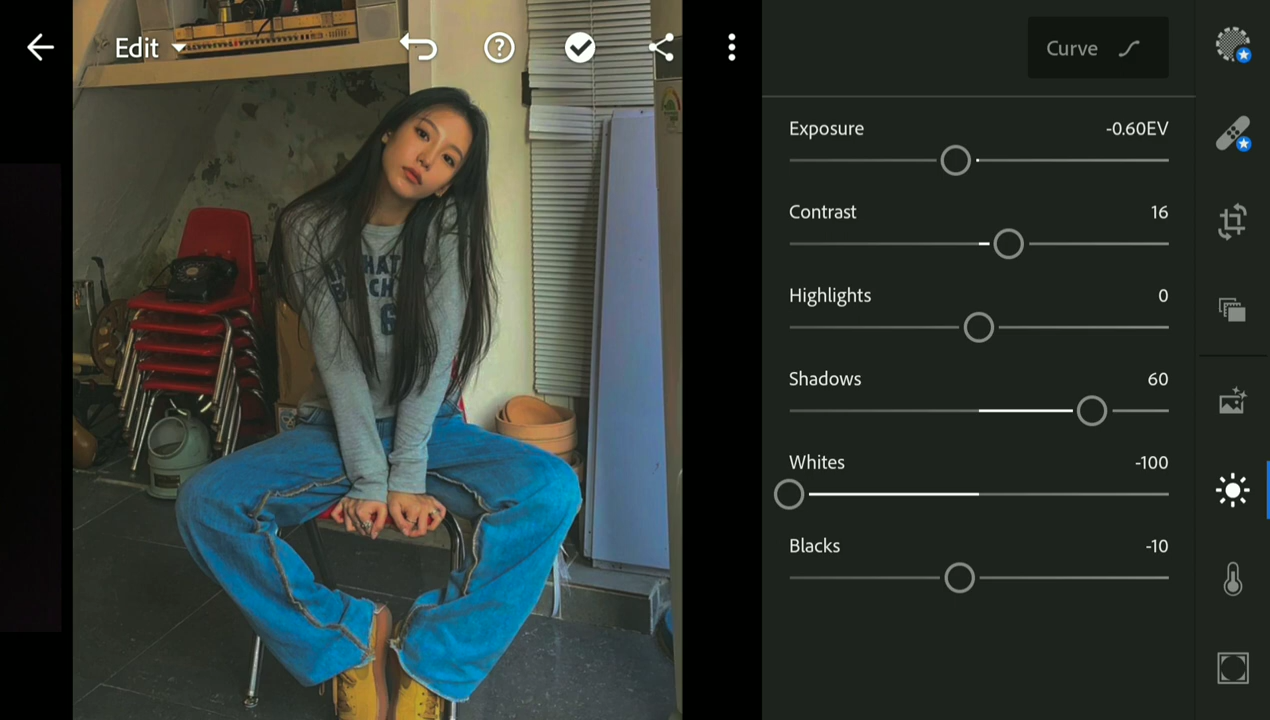 Edit
Curve
Exposure -0.60EV
Contrast 16
Highlights 0
Shadows 60
Whites -100
Blacks -10